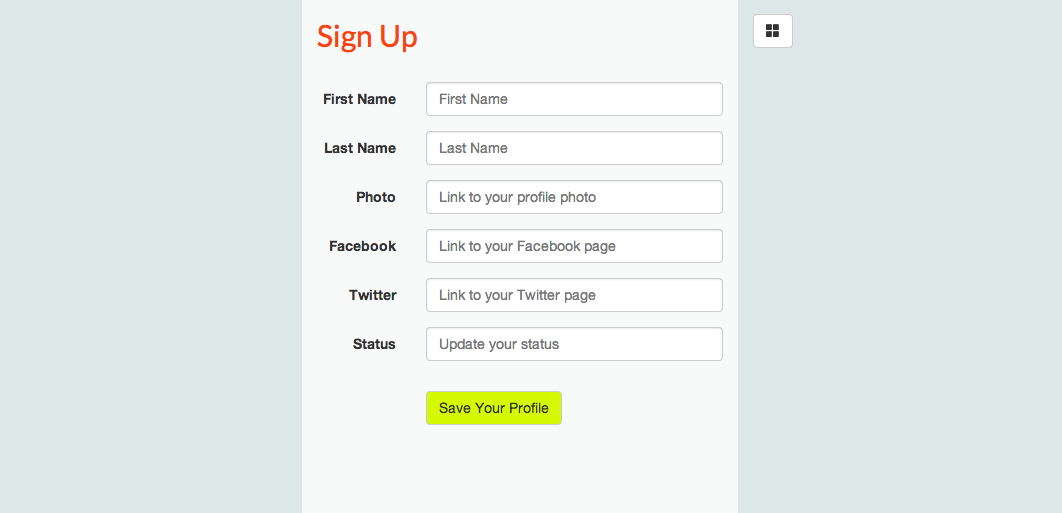 Sign Up
First Name First Name
Last Name Last Name
Photo Link to your profile photo
Facebook Link to your Facebook page
Twitter Link to your Twitter page
Status Update your status
Save Your Profile